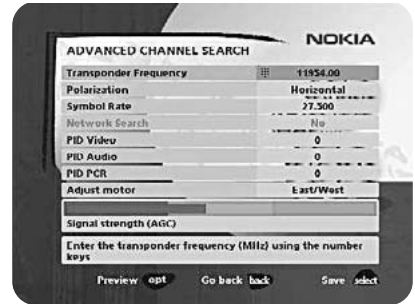 NOKIA
ADVANCED CHANNEL SEARCH
Transponder Frequency 11954.00
Polarization Horizontal
Symbol Rate 27.500
Network Search No
PID Video 0
PID Audio 0
PID PCR 0
Adjust motor East/West
Signal strength (AGC)
Enter the transponder frequency (MHz) using the number
keys
Preview opt Go back back Save select